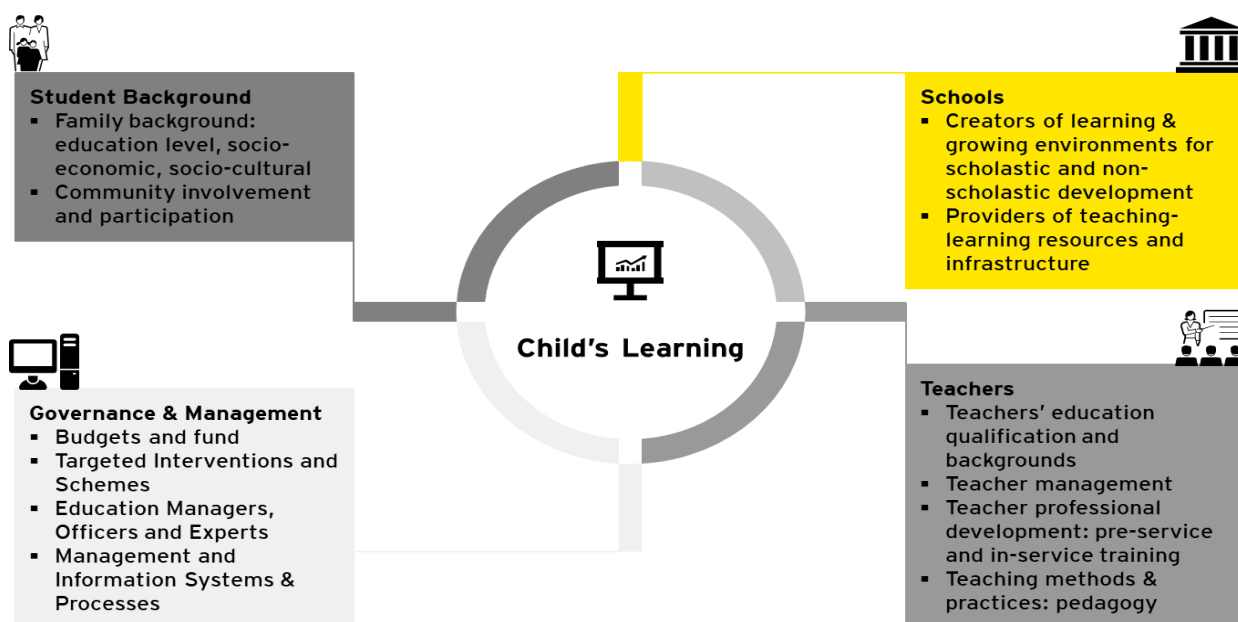 Student Background
▪ Family background:
education level, socio-
economic, socio-cultural
▪ Community involvement
and participation
Schools
▪ Creators of learning &
growing environments for
scholastic and non-
scholastic development
▪ Providers of teaching-
learning resources and
infrastructure
Child's Learning
Governance & Management
▪ Budgets and fund
▪ Targeted Interventions and
Schemes
▪ Education Managers,
Officers and Experts
▪ Management and
Information Systems &
Processes
Teachers
▪ Teachers' education
qualification and
backgrounds
▪ Teacher management
▪ Teacher professional
development: pre-service
and in-service training
▪ Teaching methods &
practices: pedagogy